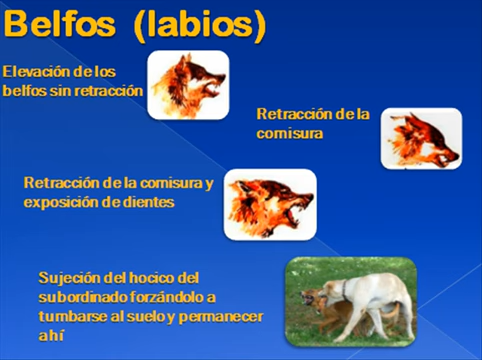 Belfos (labios)
Elevación de los
belfos sin retracción
Retracción de la
comisura
Retracción de la comisura y
exposición de dientes
Sujeción del hocico del
subordinado forzándolo a
tumbarse al suelo y permanecer
ahí